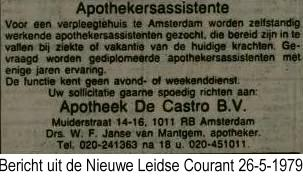 Apothekersassistente
Voor een verpleegtehuis te Amsterdam worden zelfstandig
werkende apothekersassistenten gezocht, die bereid zijn in te
vallen bij ziekte of vakantie van de huidige krachten. Ge-
vraagd worden gediplomeerde apothekersassistenten met
enige jaren ervaring.
De functie kent geen avond- of weekenddienst.
Uw sollicitatie gaarne spoedig richten aan:
Apotheek De Castro B.V.
Muiderstraat 14-16, 1011 RB Amsterdam
Drs. W. F. Janse van Mantgem, apotheker.
Tel. 020-241363 na 18 u. 020-451011.
Bericht uit de Nieuwe Leidse Courant 26-5-1979